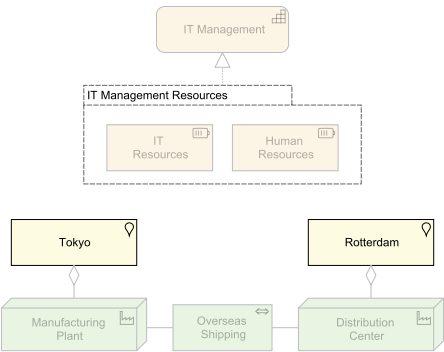 IT Management
IT Management Resources
IT
Resources
Human
Resources
Tokyo
Rotterdam
Manufacturing
Plant
Overseas
Shipping
Distribution
Center